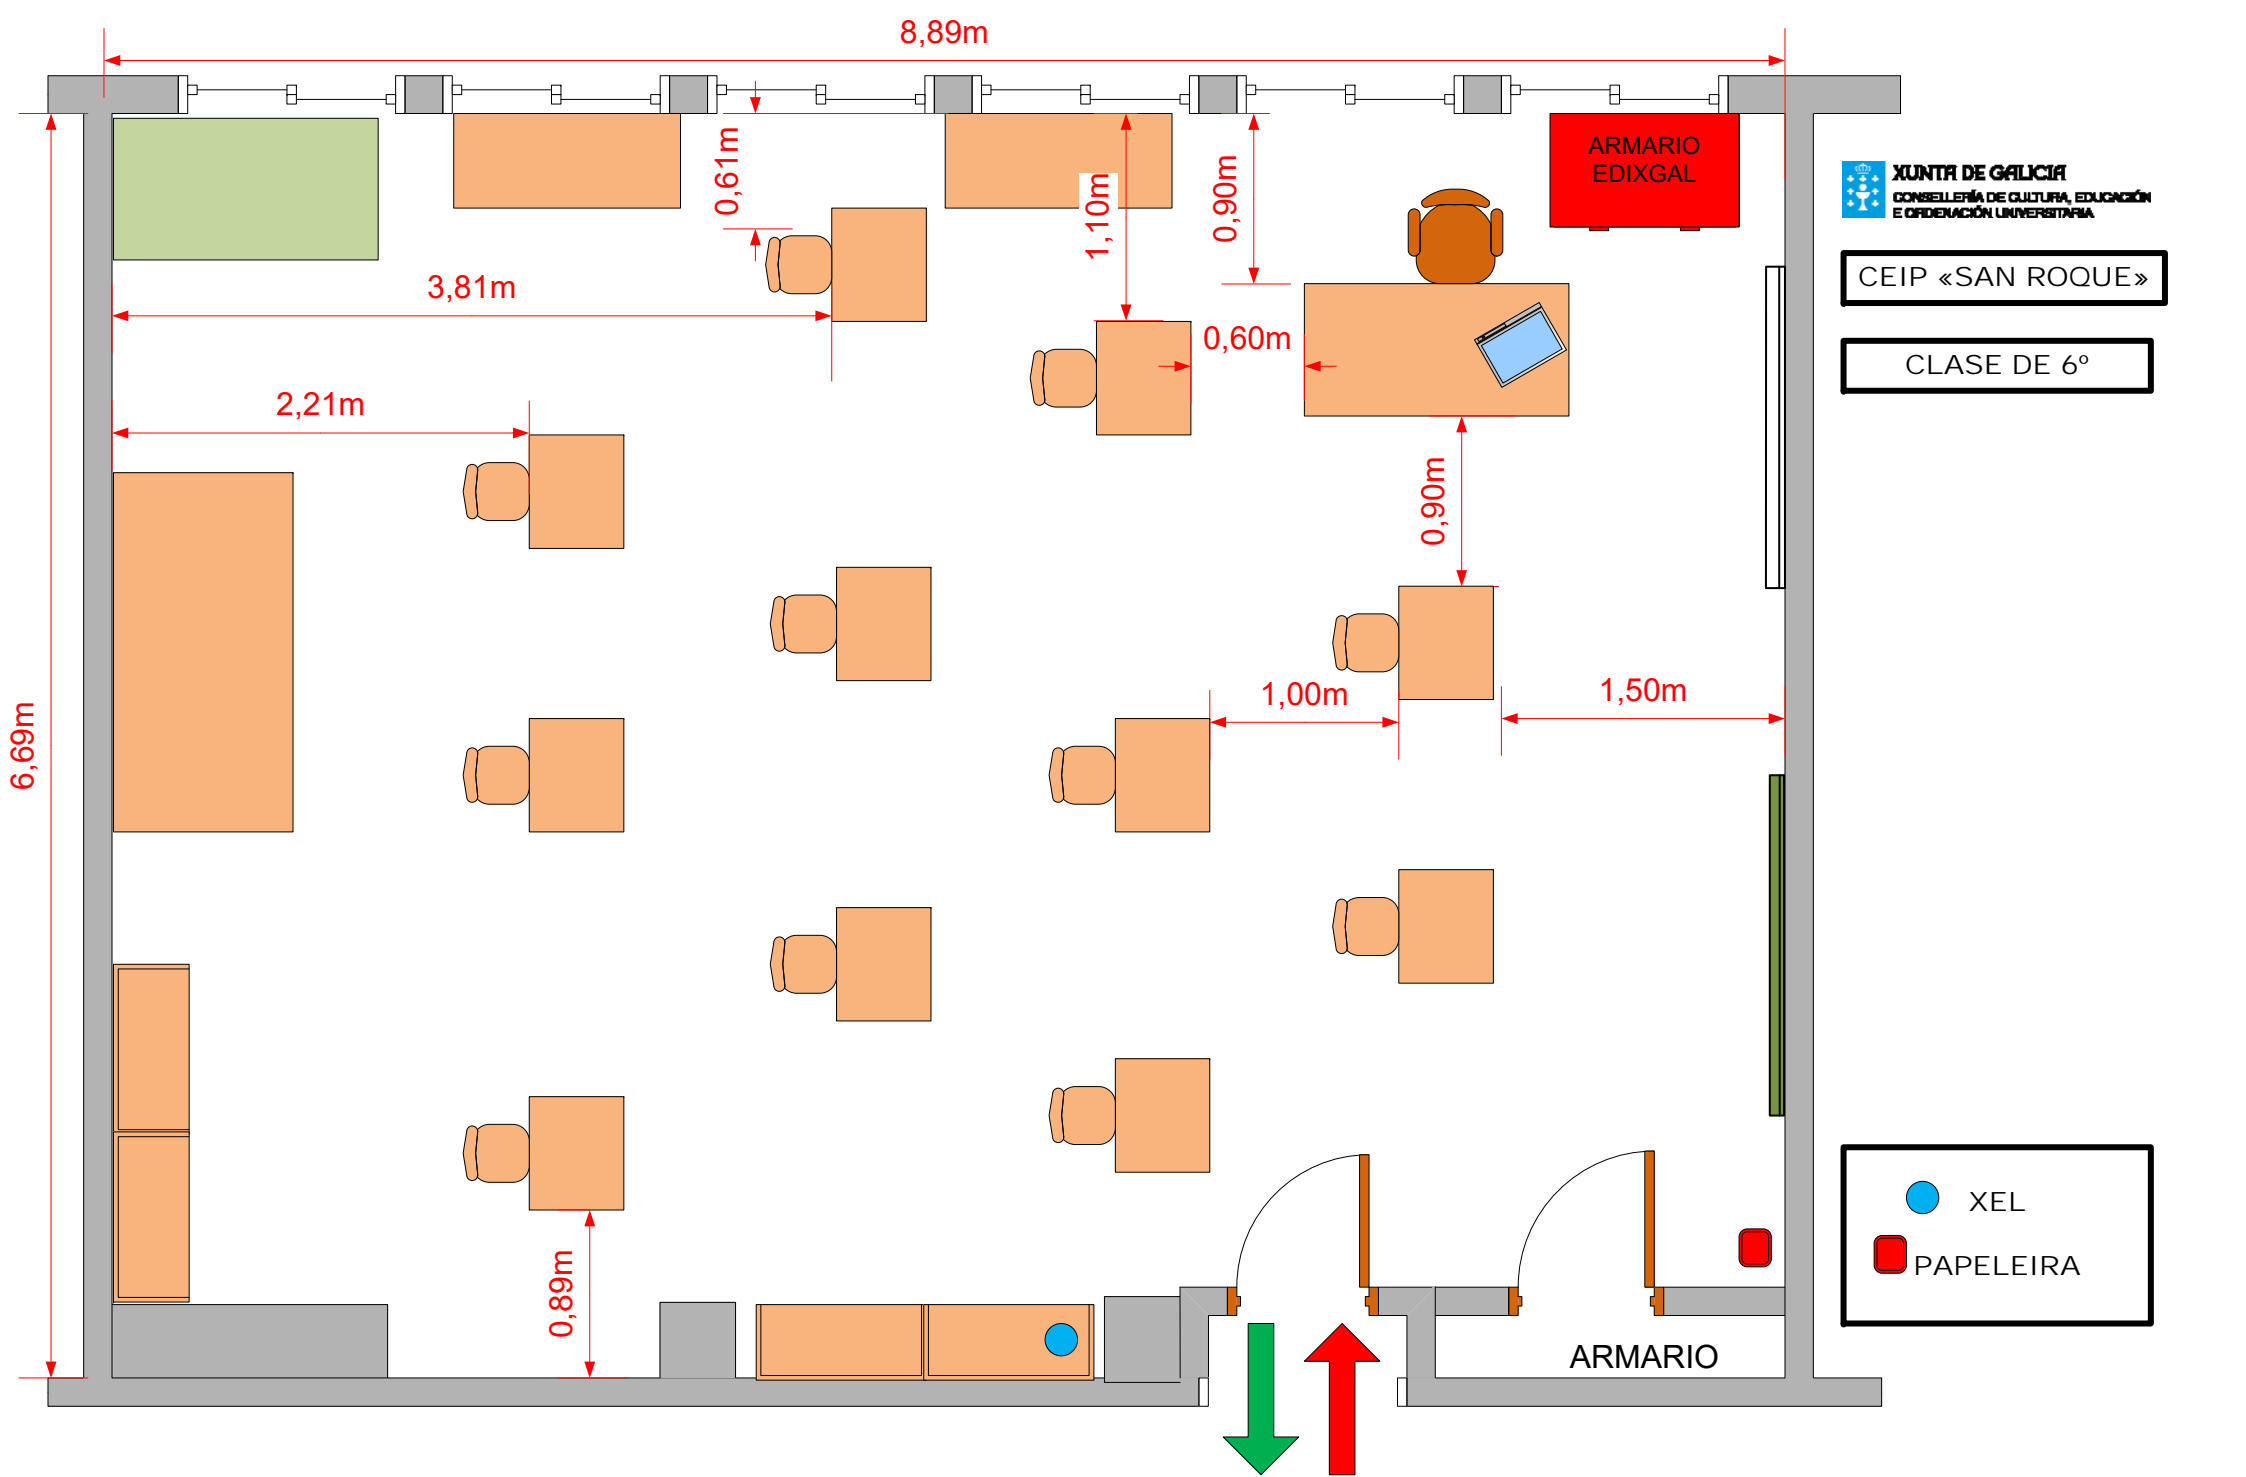 8,89m
ARMARIO
EDIXGAL
0,61m
1,10m
0,90m
XUNTA DE GALICIA
CONSELLERÍA DE CULTURA, EDUCACIÓN
E ORDENACIÓN UNIVERSITARIA
CEIP «SAN ROQUE»
3,81m
0,60m
CLASE DE 6º
2,21m
0,90m
6,69m
1,00m
1,50m
XEL
PAPELEIRA
0,89m
ARMARIO